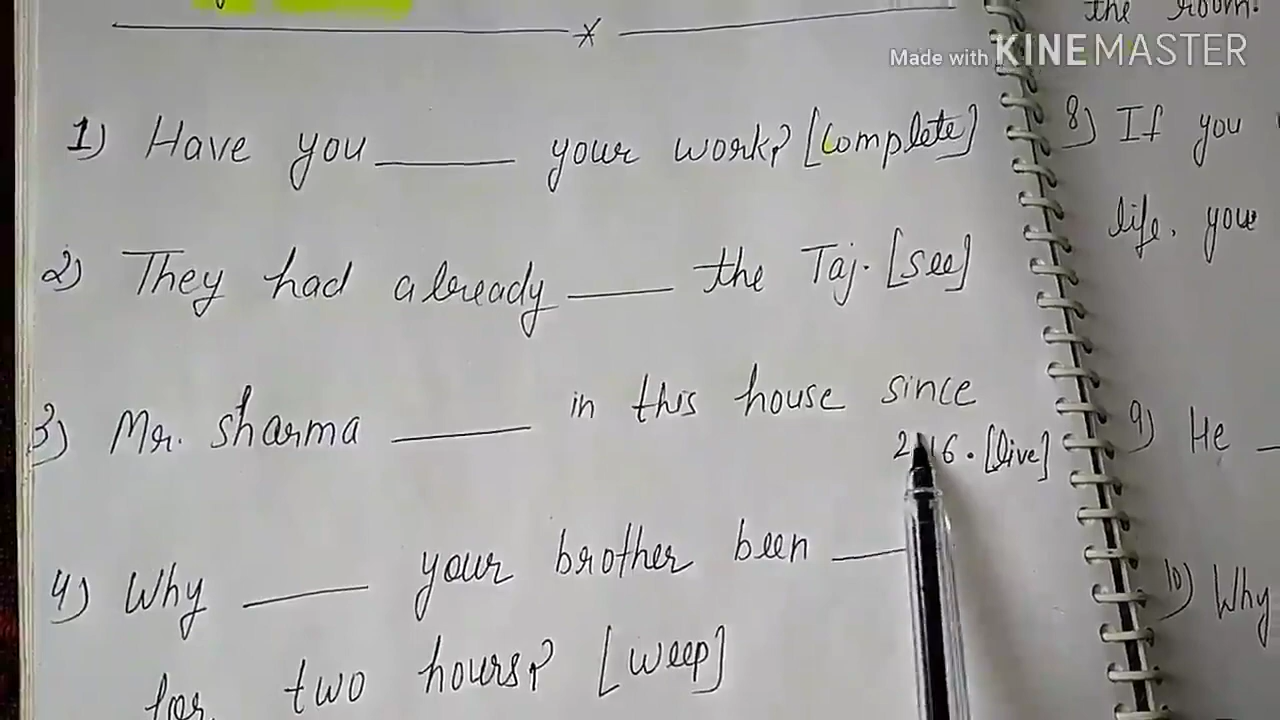 Made with KINEMASTER
1) Have you ______ your work? [Complete]
2) They had already ______ the Taj. [see]
3) Mr. Sharma ______ in this house since
2016. [live]
4) Why ______ your brother been ______
for two hours? [weep]
the room.
8) If you
life, you
9) He
10) Why